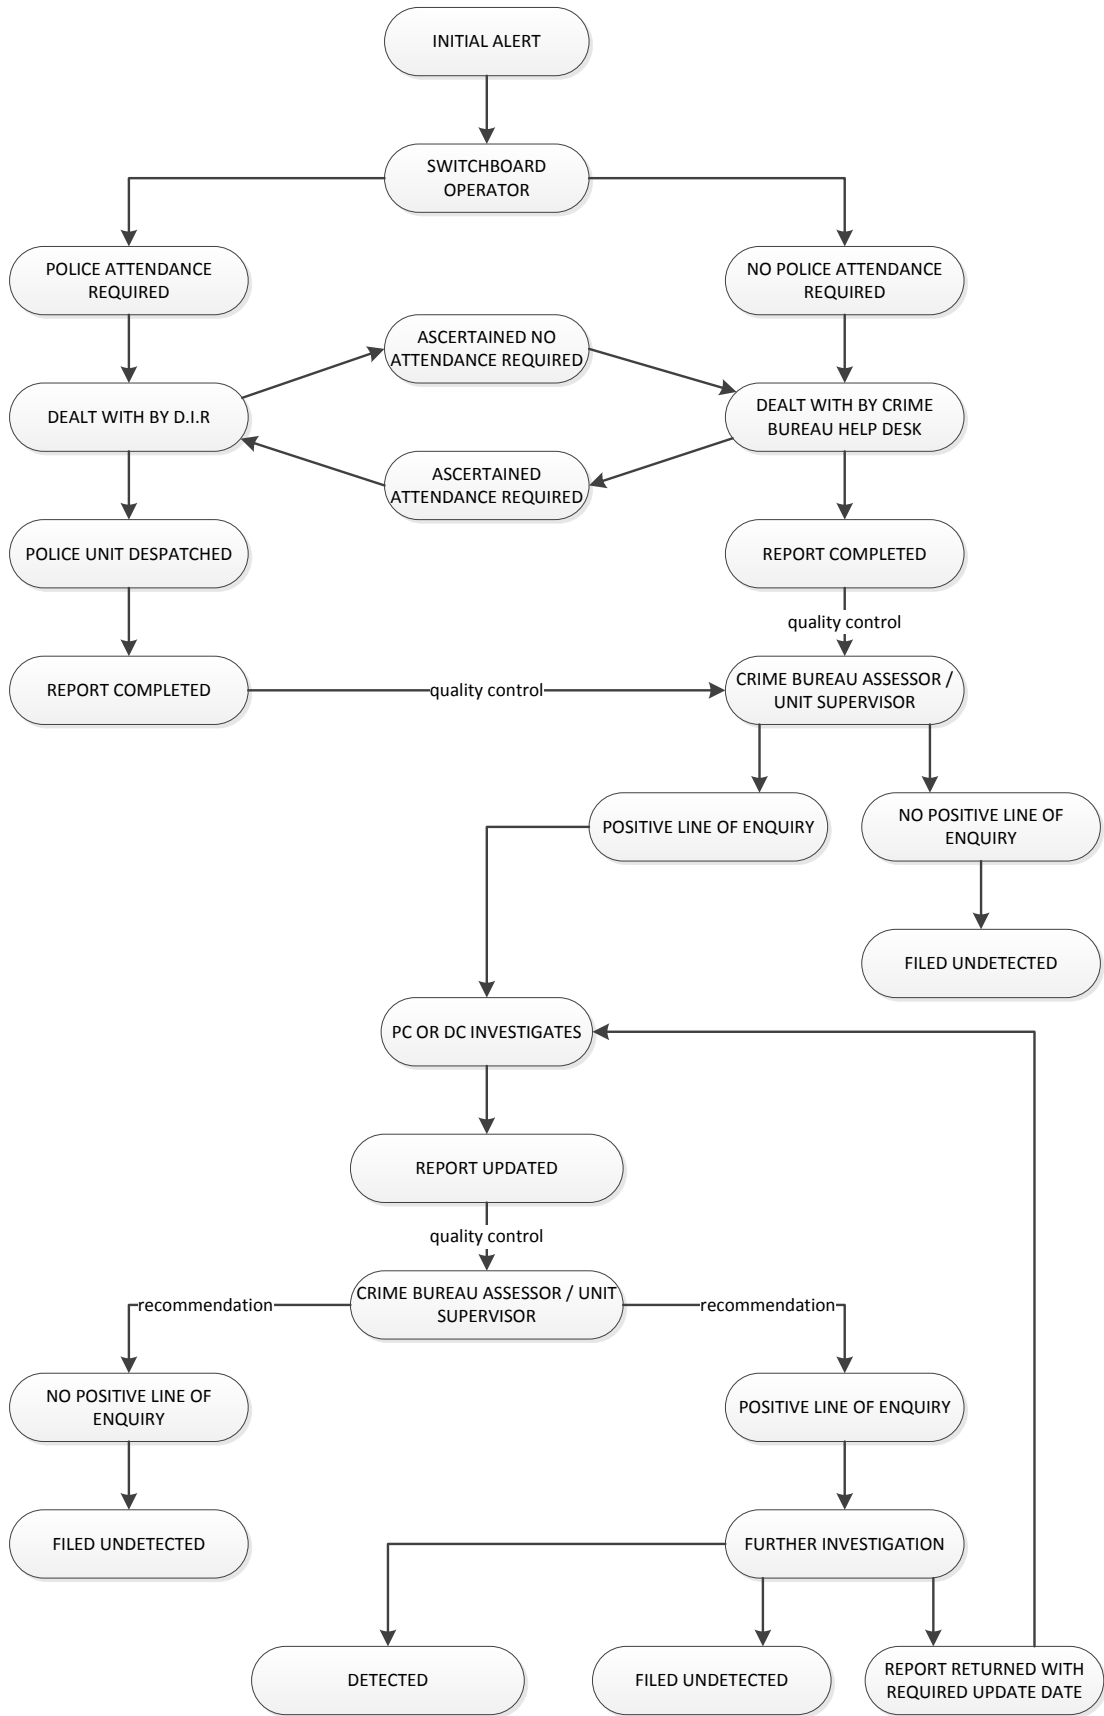 INITIAL ALERT
SWITCHBOARD
OPERATOR
POLICE ATTENDANCE
REQUIRED
NO POLICE ATTENDANCE
REQUIRED
ASCERTAINED NO
ATTENDANCE REQUIRED
DEALT WITH BY D.I.R
DEALT WITH BY CRIME
BUREAU HELP DESK
ASCERTAINED
ATTENDANCE REQUIRED
POLICE UNIT DESPATCHED
REPORT COMPLETED
quality control
REPORT COMPLETED
quality control
CRIME BUREAU ASSESSOR /
UNIT SUPERVISOR
POSITIVE LINE OF ENQUIRY
NO POSITIVE LINE OF
ENQUIRY
FILED UNDETECTED
PC OR DC INVESTIGATES
REPORT UPDATED
quality control
CRIME BUREAU ASSESSOR / UNIT
SUPERVISOR
recommendation
recommendation
NO POSITIVE LINE OF
ENQUIRY
POSITIVE LINE OF ENQUIRY
FILED UNDETECTED
FURTHER INVESTIGATION
DETECTED
FILED UNDETECTED
REPORT RETURNED WITH
REQUIRED UPDATE DATE